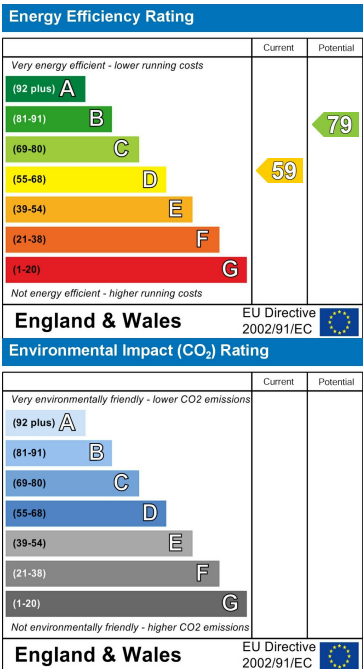 Energy Efficiency Rating
Current Potential
Very energy efficient - lower running costs
(92 plus) A
(81-91) B
(69-80) C
(55-68) D
(39-54) E
(21-38) F
(1-20) G
59
79
Not energy efficient - higher running costs
England & Wales
EU Directive
2002/91/EC
Environmental Impact (CO₂) Rating
Current Potential
Very environmentally friendly - lower CO2 emissions
(92 plus) A
(81-91) B
(69-80) C
(55-68) D
(39-54) E
(21-38) F
(1-20) G
Not environmentally friendly - higher CO2 emissions
England & Wales
EU Directive
2002/91/EC